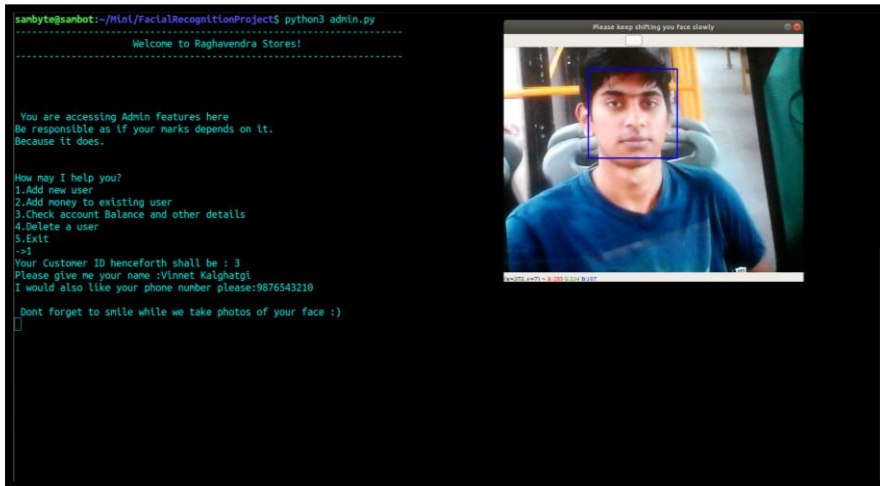 sambyte@sambot:~/Mini/FacialRecognitionProject$ python3 admin.py
--------------------------------------------------------------------
Welcome to Raghavendra Stores!
--------------------------------------------------------------------
You are accessing Admin features here
Be responsible as if your marks depends on it.
Because it does.
How may I help you?
1.Add new user
2.Add money to existing user
3.Check account Balance and other details
4.Delete a user
5.Exit
->1
Your Customer ID henceforth shall be : 3
Please give me your name :Vinnet Kalghatgi
I would also like your phone number please:9876543210
Dont forget to smile while we take photos of your face :)
Please keep shifting you face slowly